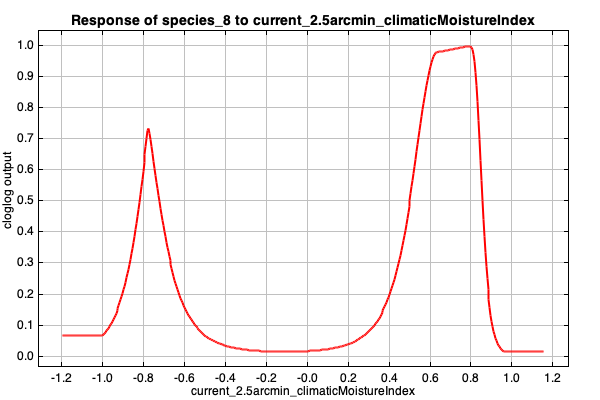 Response of species_8 to current_2.5arcmin_climaticMoistureIndex
1.0
0.9
0.8
0.7
0.6
0.5
0.4
0.3
0.2
0.1
0.0
cloglog output
-1.2 -1.0 -0.8 -0.6 -0.4 -0.2 -0.0 0.2 0.4 0.6 0.8 1.0 1.2
current_2.5arcmin_climaticMoistureIndex